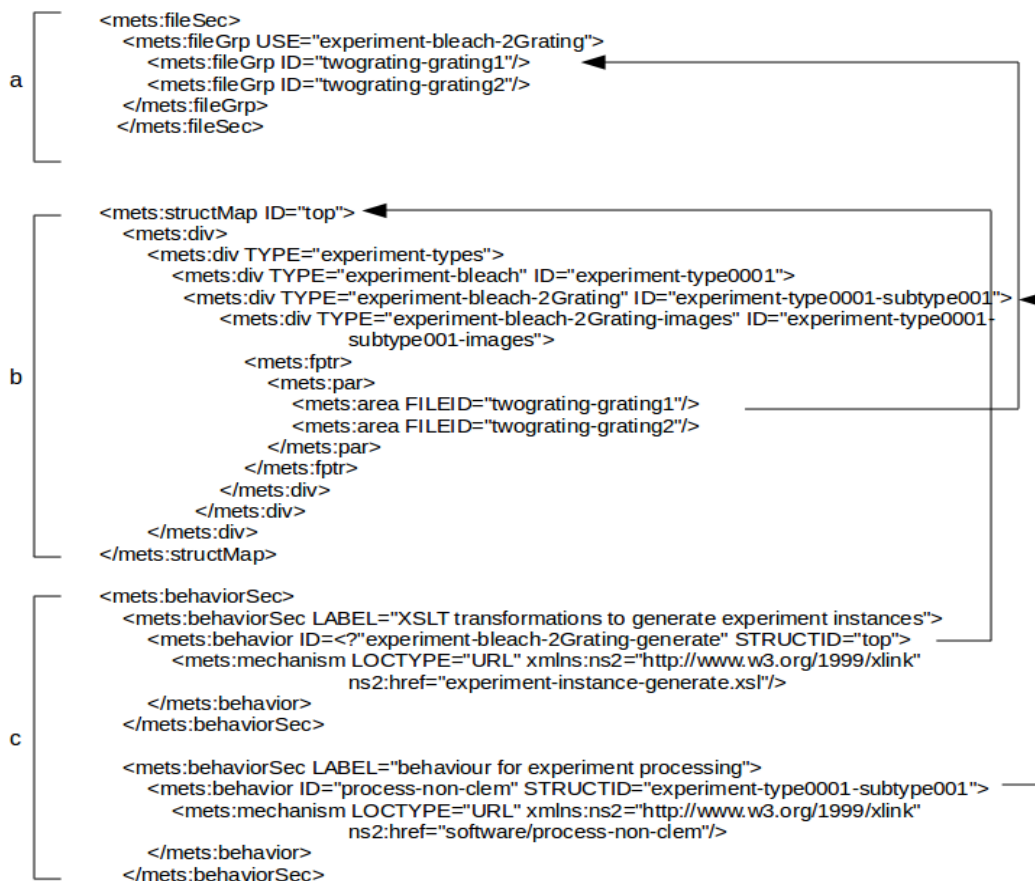 a
<mets:fileSec>
<mets:fileGrp USE="experiment-bleach-2Grating">
<mets:fileGrp ID="twograting-grating1"/>
<mets:fileGrp ID="twograting-grating2"/>
</mets:fileGrp>
</mets:fileSec>
b
<mets:structMap ID="top">
<mets:div>
<mets:div TYPE="experiment-types">
<mets:div TYPE="experiment-bleach" ID="experiment-type0001">
<mets:div TYPE="experiment-bleach-2Grating" ID="experiment-type0001-subtype001">
<mets:div TYPE="experiment-bleach-2Grating-images" ID="experiment-type0001-
subtype001-images">
<mets:fptr>
<mets:par>
<mets:area FILEID="twograting-grating1"/>
<mets:area FILEID="twograting-grating2"/>
</mets:par>
</mets:fptr>
</mets:div>
</mets:div>
</mets:div>
</mets:structMap>
c
<mets:behaviorSec>
<mets:behaviorSec LABEL="XSLT transformations to generate experiment instances">
<mets:behavior ID=<?"experiment-bleach-2Grating-generate" STRUCTID="top">
<mets:mechanism LOCTYPE="URL" xmlns:ns2="http://www.w3.org/1999/xlink"
ns2:href="experiment-instance-generate.xsl"/>
</mets:behavior>
</mets:behaviorSec>
<mets:behaviorSec LABEL="behaviour for experiment processing">
<mets:behavior ID="process-non-clem" STRUCTID="experiment-type0001-subtype001">
<mets:mechanism LOCTYPE="URL" xmlns:ns2="http://www.w3.org/1999/xlink"
ns2:href="software/process-non-clem"/>
</mets:behavior>
</mets:behaviorSec>